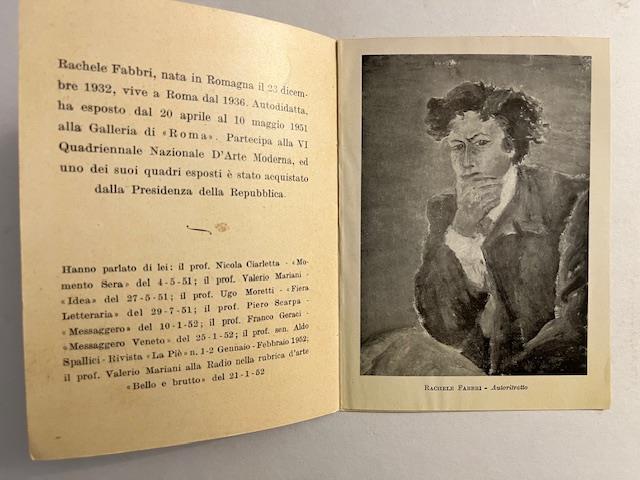 Rachele Fabbri, nata in Romagna il 23 dicem-
bre 1932, vive a Roma dal 1936. Autodidatta,
ha esposto dal 20 aprile al 10 maggio 1951
alla Galleria di «Roma». Partecipa alla VI
Quadriennale Nazionale D'Arte Moderna, ed
uno dei suoi quadri esposti è stato acquistato
dalla Presidenza della Repubblica.
Hanno parlato di lei: il prof. Nicola Ciarletta - «Mo-
mento Sera» del 4-5-51; il prof. Valerio Mariani -
«Idea» del 27-5-51; il prof. Ugo Moretti - «Fiera
Letteraria» del 29-7-51; il prof. Piero Scarpa -
«Messaggero» del 10-1-52; il prof. Franco Geraci -
«Messaggero Veneto» del 25-1-52; il prof. sen. Aldo
Spallici - Rivista «La Piè» n. 1-2 Gennaio - Febbraio 1952;
il prof. Valerio Mariani alla Radio nella rubrica d'arte
«Bello e brutto» del 21-1-52
Rachele Fabbri - Autoritratto